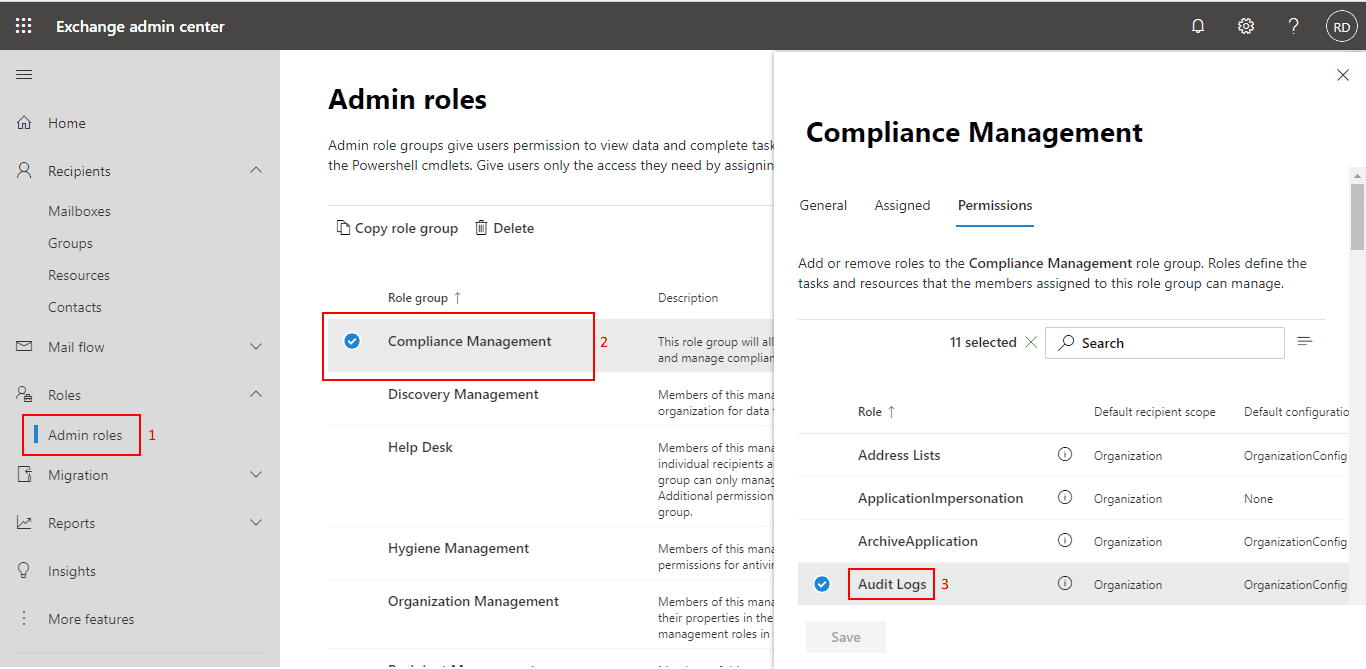 Exchange admin center
RD
Home
Recipients
Mailboxes
Groups
Resources
Contacts
Mail flow
Roles
Admin roles 1
Migration
Reports
Insights
More features
Admin roles
Admin role groups give users permission to view data and complete task
the Powershell cmdlets. Give users only the access they need by assignin
Copy role group Delete
Role group ↑ Description
Compliance Management 2
This role group will all
and manage complian
Discovery Management
Members of this mana
organization for data
Help Desk
Members of this mana
individual recipients a
group can only manag
Additional permission
group.
Hygiene Management
Members of this mana
permissions for antivir
Organization Management
Members of this mana
their properties in the
management roles in
Compliance Management
General Assigned Permissions
Add or remove roles to the Compliance Management role group. Roles define the
tasks and resources that the members assigned to this role group can manage.
11 selected Search
Role ↑ Default recipient scope Default configuratio
Address Lists Organization OrganizationConfig
ApplicationImpersonation Organization None
ArchiveApplication Organization OrganizationConfig
Audit Logs 3 Organization OrganizationConfig
Save